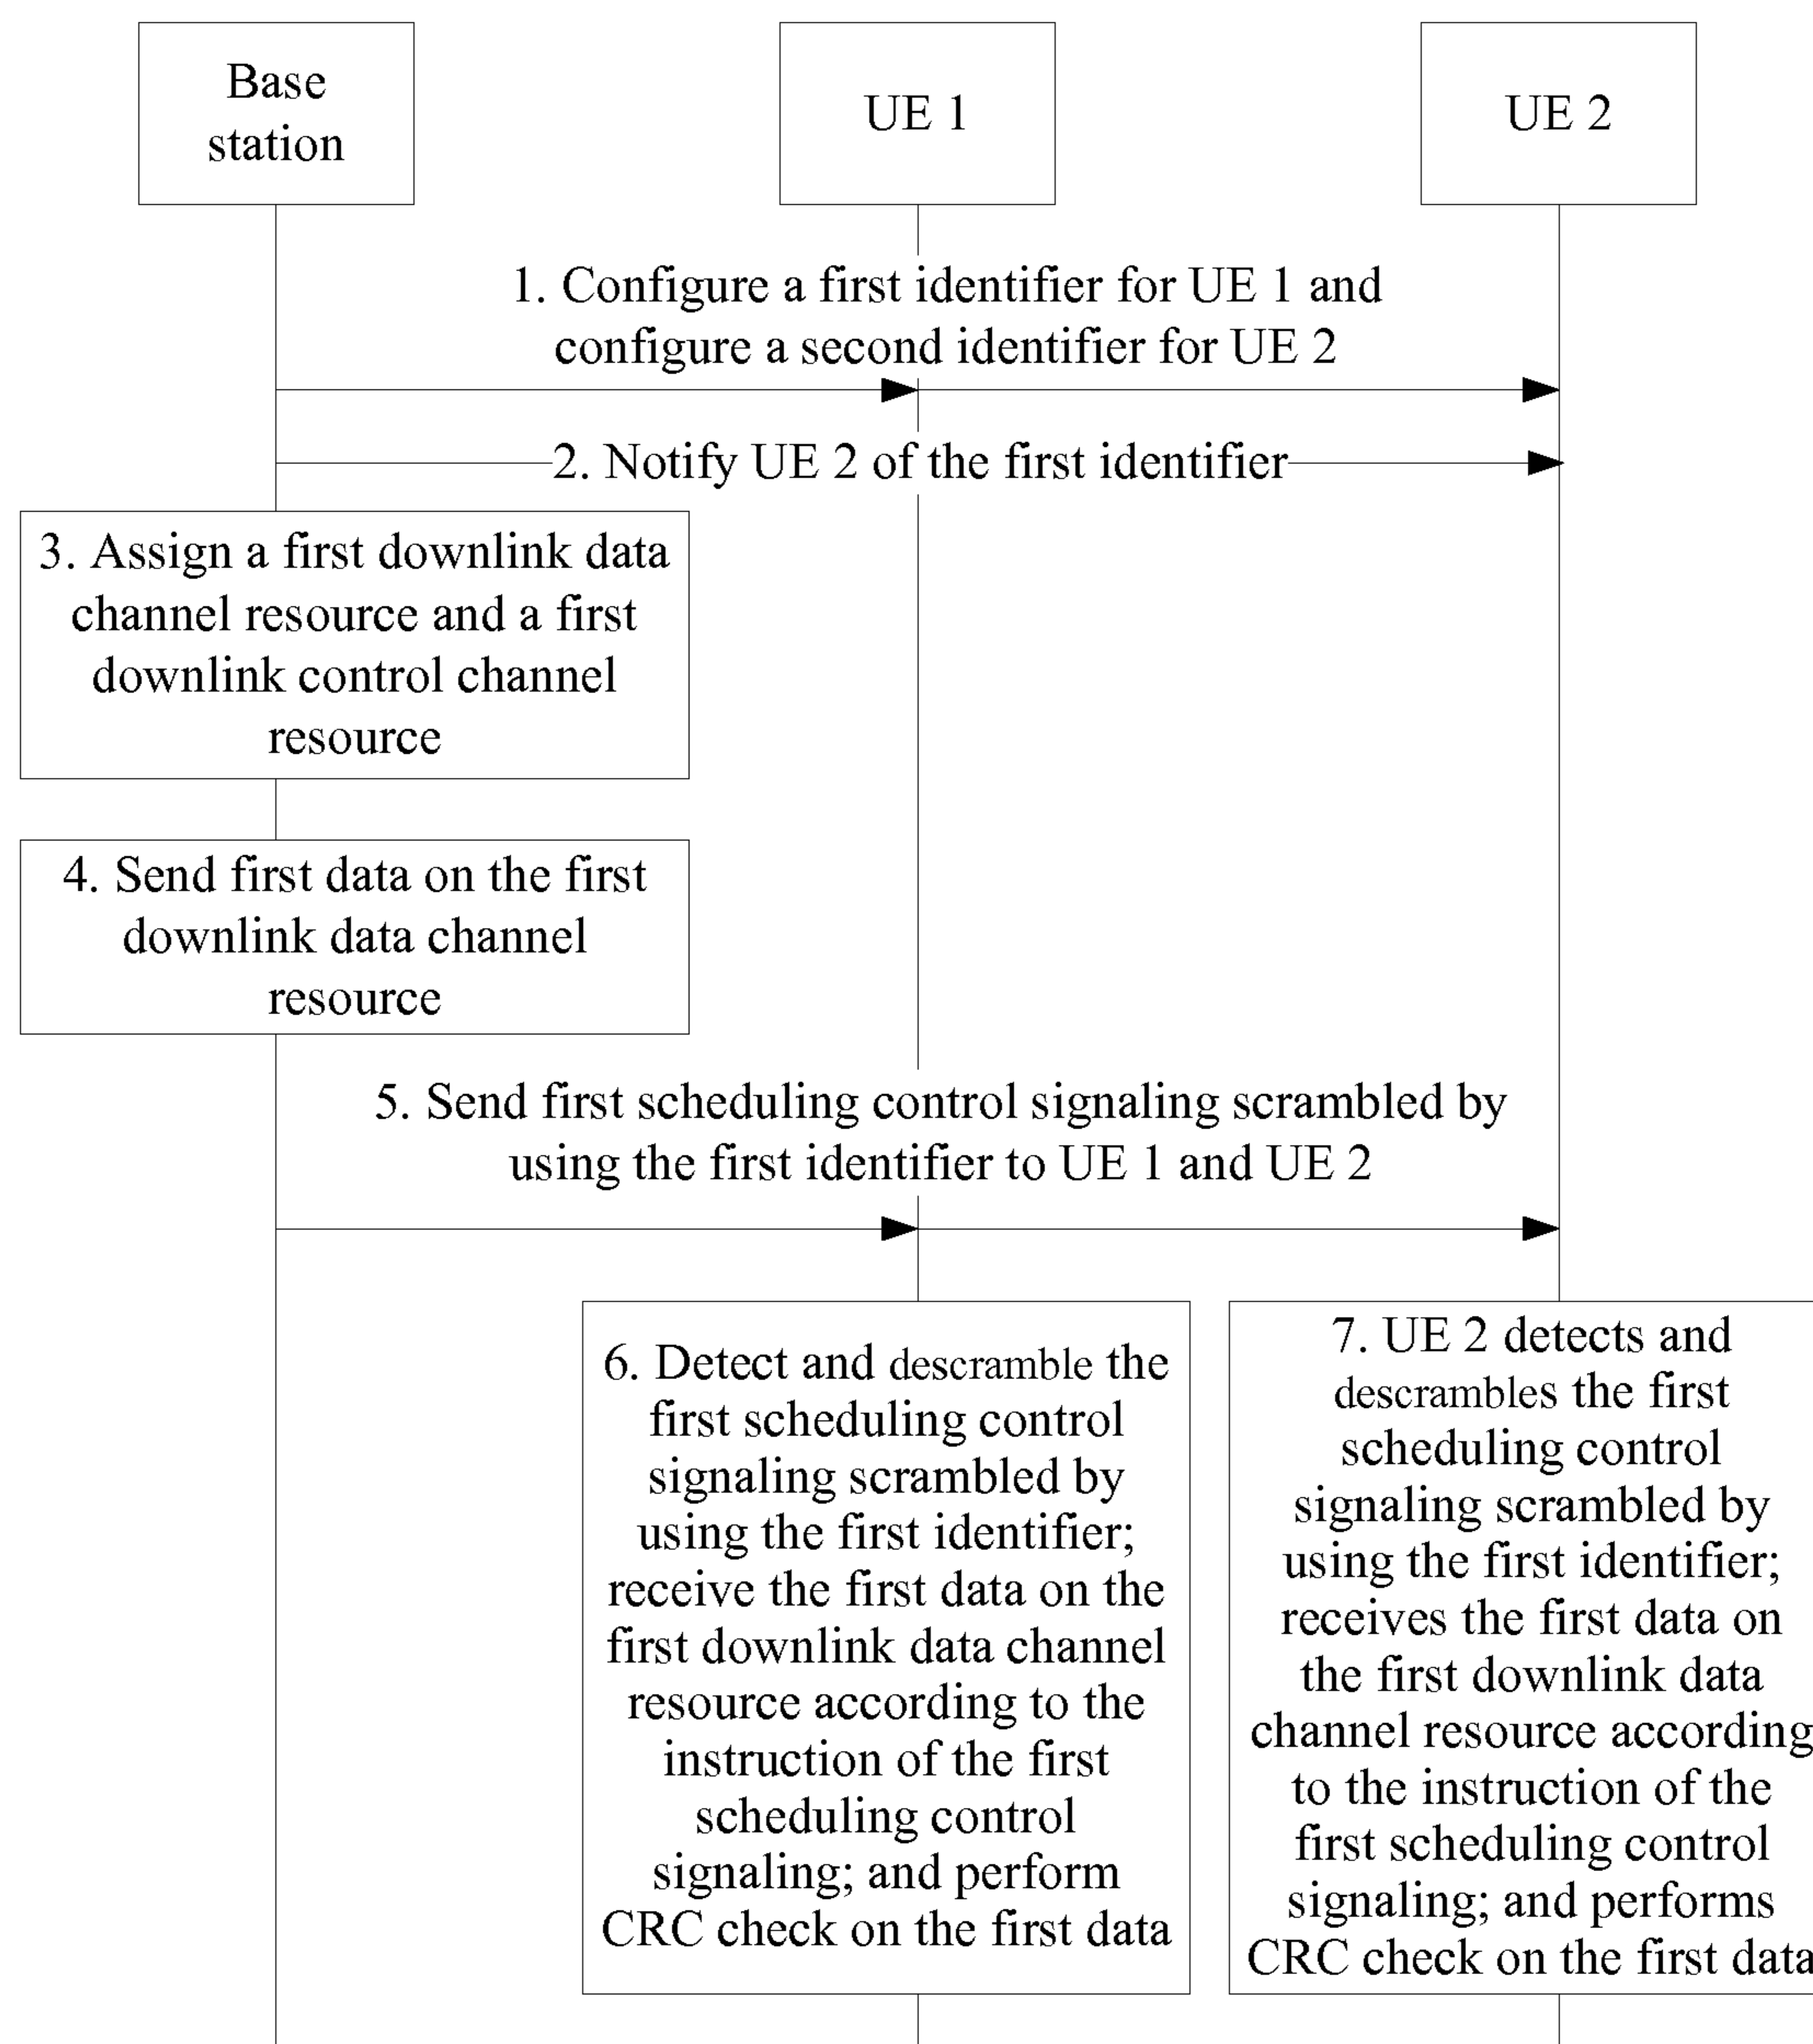 Base
station
UE 1
UE 2
1. Configure a first identifier for UE 1 and
configure a second identifier for UE 2
2. Notify UE 2 of the first identifier
3. Assign a first downlink data
channel resource and a first
downlink control channel
resource
4. Send first data on the first
downlink data channel
resource
5. Send first scheduling control signaling scrambled by
using the first identifier to UE 1 and UE 2
6. Detect and descramble the
first scheduling control
signaling scrambled by
using the first identifier;
receive the first data on the
first downlink data channel
resource according to the
instruction of the first
scheduling control
signaling; and perform
CRC check on the first data
7. UE 2 detects and
descrambles the first
scheduling control
signaling scrambled by
using the first identifier;
receives the first data on
the first downlink data
channel resource according
to the instruction of the
first scheduling control
signaling; and performs
CRC check on the first data